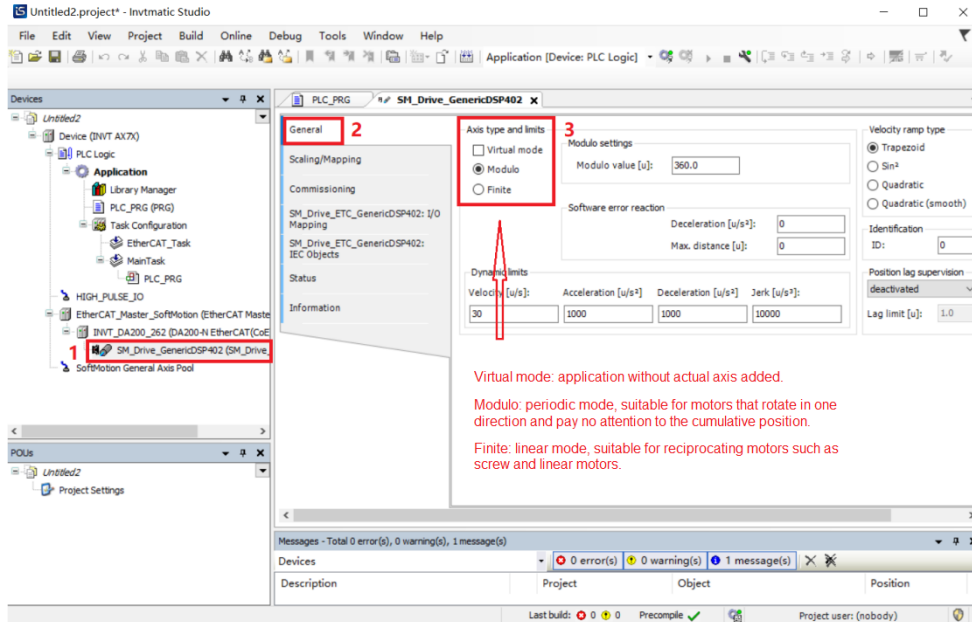 Untitled2.project* - Invtmatic Studio
File Edit View Project Build Online Debug Tools Window Help
Application [Device: PLC Logic]
Devices
Untitled2
Device (INVT AX7X)
PLC Logic
Application
Library Manager
PLC_PRG (PRG)
Task Configuration
EtherCAT_Task
MainTask
PLC_PRG
HIGH_PULSE_IO
EtherCAT_Master_SoftMotion (EtherCAT Maste
INVT_DA200_262 (DA200-N EtherCAT(CoE
1 SM_Drive_GenericDSP402 (SM_Drive_
SoftMotion General Axis Pool
POUs
Untitled2
Project Settings
PLC_PRG SM_Drive_GenericDSP402
General 2
Scaling/Mapping
Commissioning
SM_Drive_ETC_GenericDSP402: I/O
Mapping
SM_Drive_ETC_GenericDSP402:
IEC Objects
Status
Information
Axis type and limits 3
Virtual mode
Modulo
Finite
Modulo settings
Modulo value [u]: 360.0
Software error reaction
Deceleration [u/s²]: 0
Max. distance [u]: 0
Dynamic limits
Velocity [u/s]: Acceleration [u/s²] Deceleration [u/s²] Jerk [u/s³]:
30 1000 1000 10000
Velocity ramp type
Trapezoid
Sin²
Quadratic
Quadratic (smooth)
Identification
ID: 0
Position lag supervision
deactivated
Lag limit [u]: 1.0
Virtual mode: application without actual axis added.
Modulo: periodic mode, suitable for motors that rotate in one
direction and pay no attention to the cumulative position.
Finite: linear mode, suitable for reciprocating motors such as
screw and linear motors.
Messages - Total 0 error(s), 0 warning(s), 1 message(s)
Devices 0 error(s) 0 warning(s) 1 message(s)
Description Project Object Position
Last build: 0 0 Precompile Project user: (nobody)